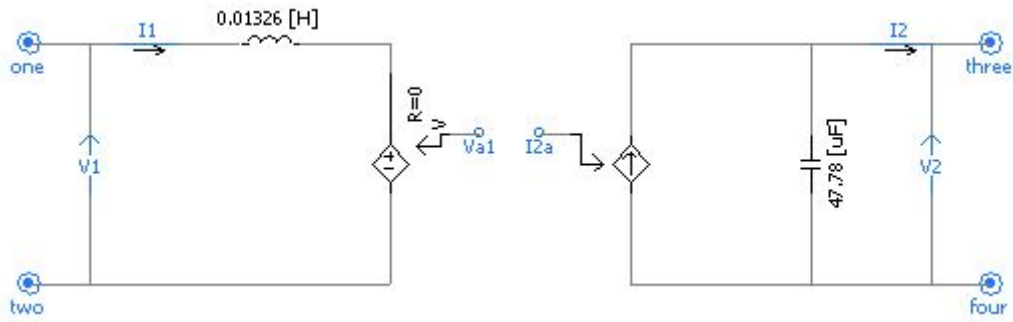 0.01326 [H]
I1
I2
one
three
R=0
V
Va1
I2a
V1
47.78 [uF]
V2
two
four